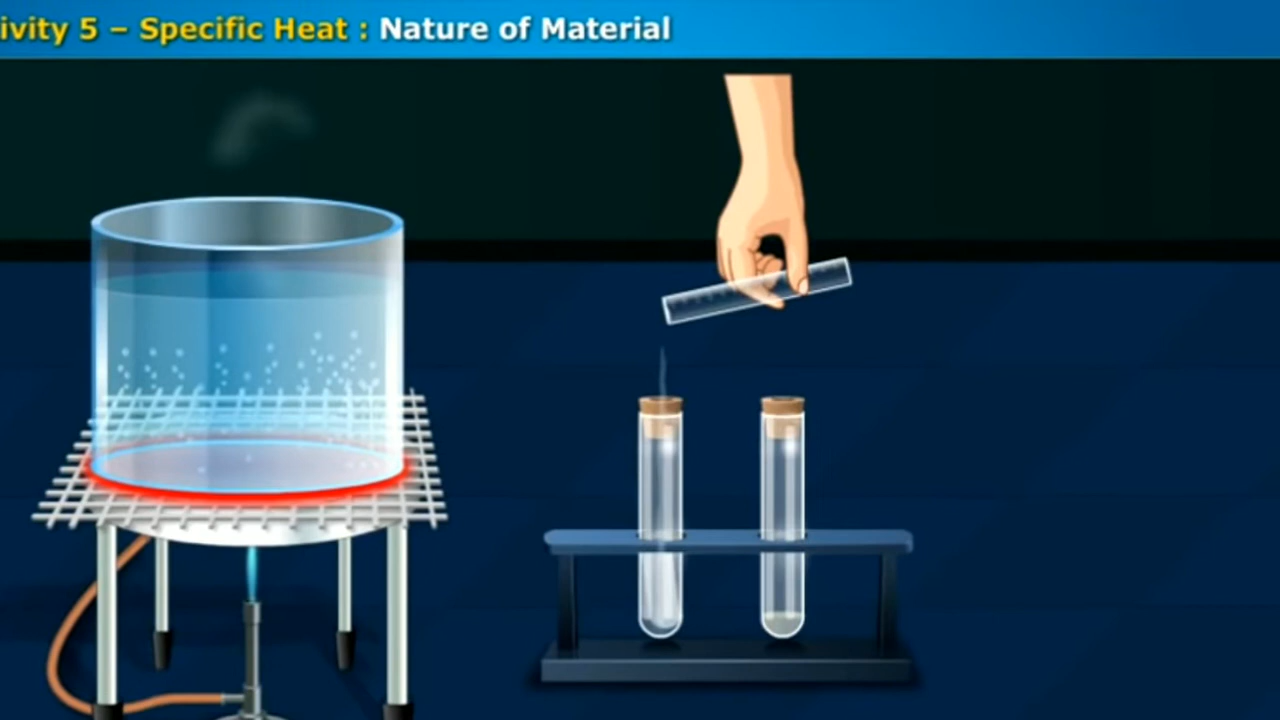 ivity 5 – Specific Heat : Nature of Material